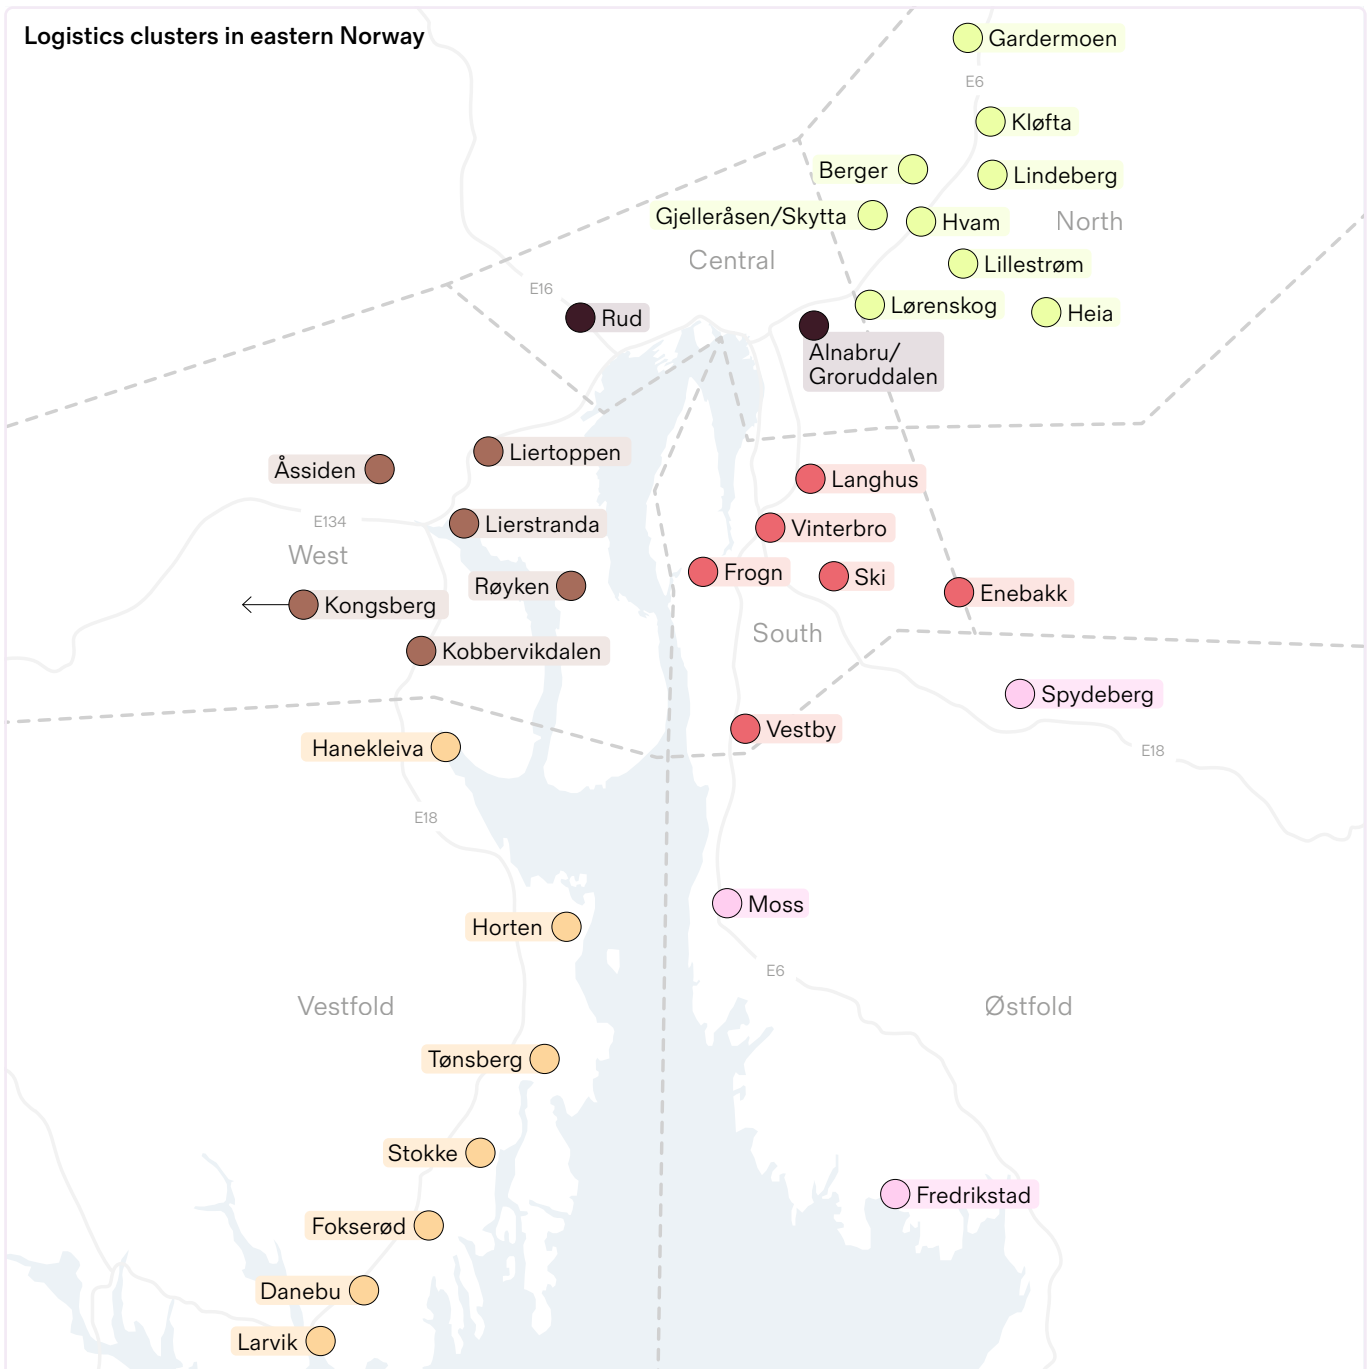 Logistics clusters in eastern Norway
Gardermoen
E6
Kløfta
Berger
Lindeberg
Gjelleråsen/Skytta
Hvam
North
Central
Lillestrøm
E16
Lørenskog
Heia
Rud
Alnabru/
Groruddalen
Liertoppen
Åssiden
Langhus
E134
Lierstranda
Vinterbro
West
Røyken
Frogn
Ski
Enebakk
Kongsberg
South
Kobbervikdalen
Spydeberg
Vestby
Hanekleiva
E18
E18
Moss
Horten
E6
Vestfold
Østfold
Tønsberg
Stokke
Fredrikstad
Fokserød
Danebu
Larvik